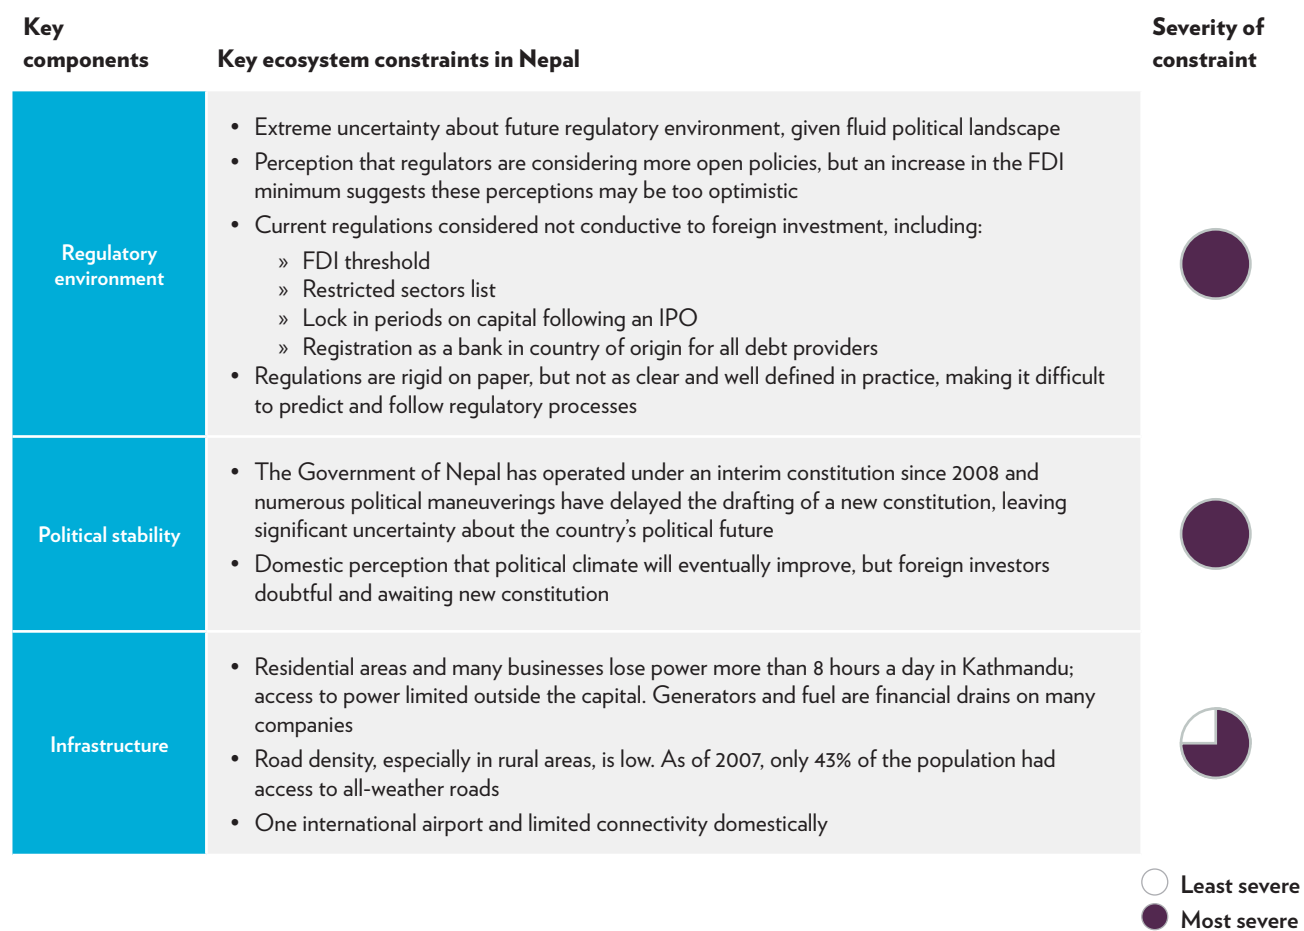 Key
components
Key ecosystem constraints in Nepal
Severity of
constraint
Regulatory
environment
• Extreme uncertainty about future regulatory environment, given fluid political landscape
• Perception that regulators are considering more open policies, but an increase in the FDI
minimum suggests these perceptions may be too optimistic
• Current regulations considered not conductive to foreign investment, including:
» FDI threshold
» Restricted sectors list
» Lock in periods on capital following an IPO
» Registration as a bank in country of origin for all debt providers
• Regulations are rigid on paper, but not as clear and well defined in practice, making it difficult
to predict and follow regulatory processes
Political stability
• The Government of Nepal has operated under an interim constitution since 2008 and
numerous political maneuverings have delayed the drafting of a new constitution, leaving
significant uncertainty about the country’s political future
• Domestic perception that political climate will eventually improve, but foreign investors
doubtful and awaiting new constitution
Infrastructure
• Residential areas and many businesses lose power more than 8 hours a day in Kathmandu;
access to power limited outside the capital. Generators and fuel are financial drains on many
companies
• Road density, especially in rural areas, is low. As of 2007, only 43% of the population had
access to all-weather roads
• One international airport and limited connectivity domestically
Least severe
Most severe